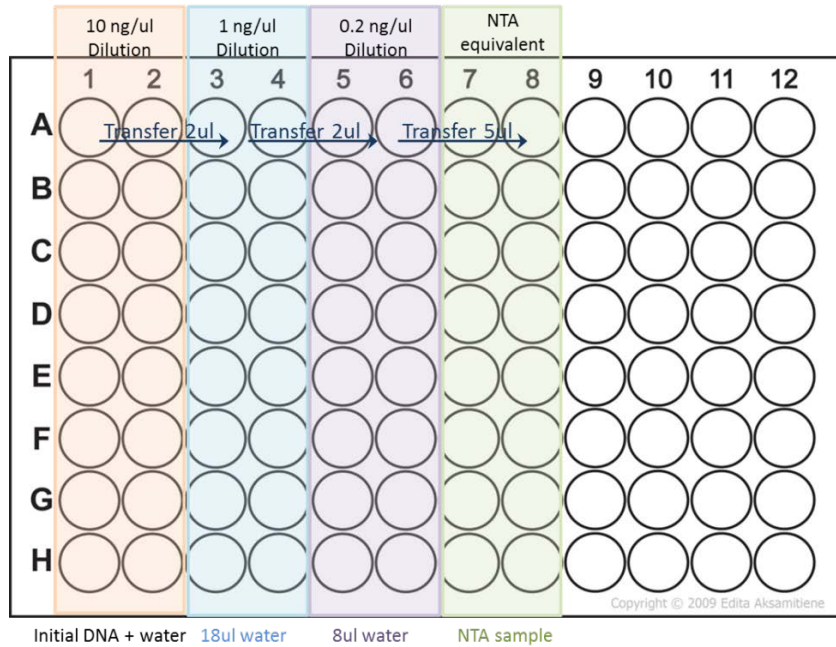 10 ng/ul
Dilution
1 ng/ul
Dilution
0.2 ng/ul
Dilution
NTA
equivalent
1 2 3 4 5 6 7 8 9 10 11 12
A
Transfer 2ul Transfer 2ul Transfer 5ul
B
C
D
E
F
G
H
Copyright © 2009 Edita Aksamitiene
Initial DNA + water 18ul water 8ul water NTA sample